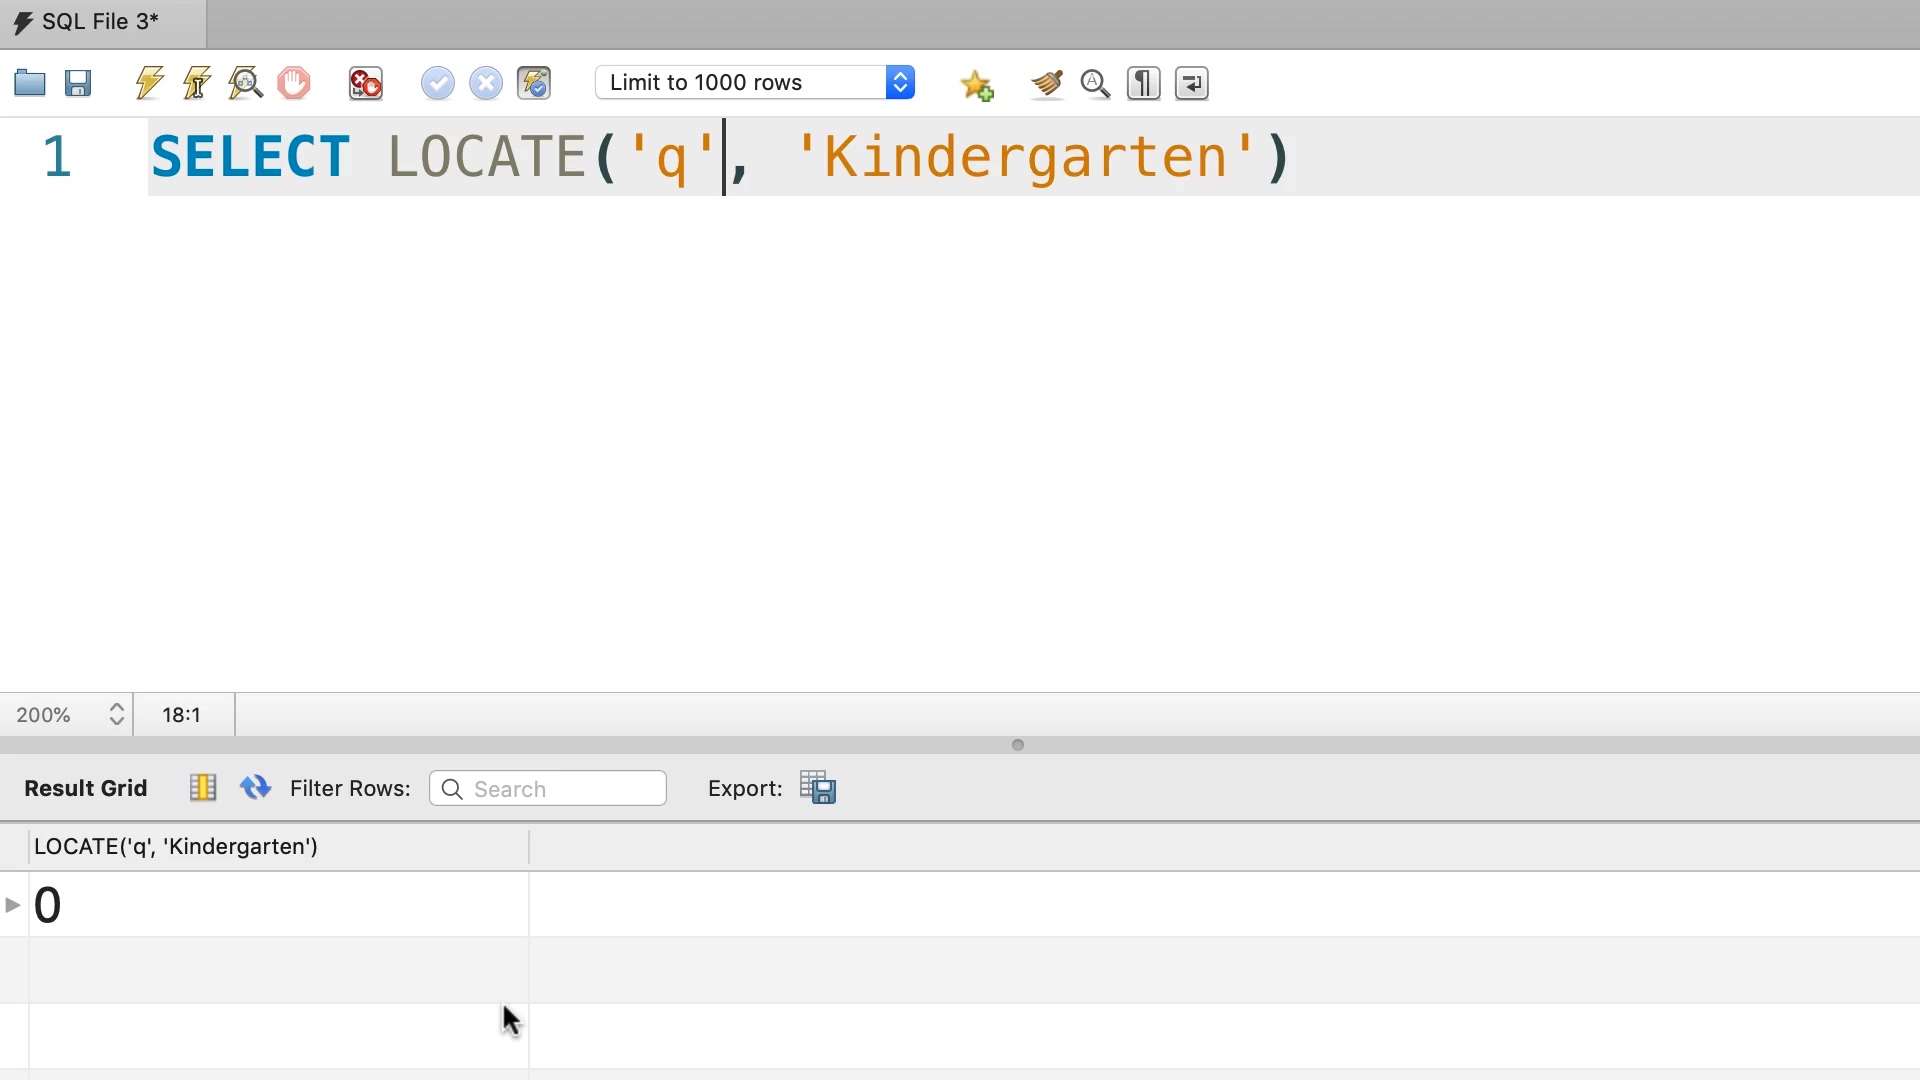 SQL File 3*
Limit to 1000 rows
1 SELECT LOCATE('q', 'Kindergarten')
200% 18:1
Result Grid Filter Rows: Search Export:
LOCATE('q', 'Kindergarten')
0